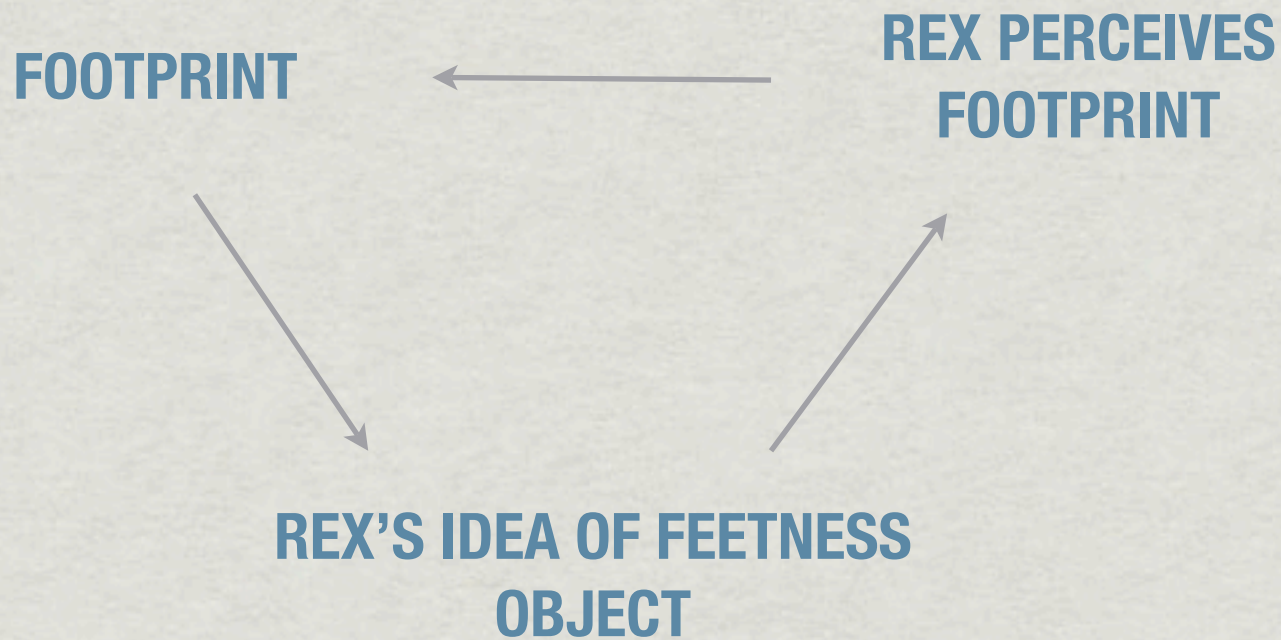 FOOTPRINT
REX PERCEIVES
FOOTPRINT
REX’S IDEA OF FEETNESS
OBJECT